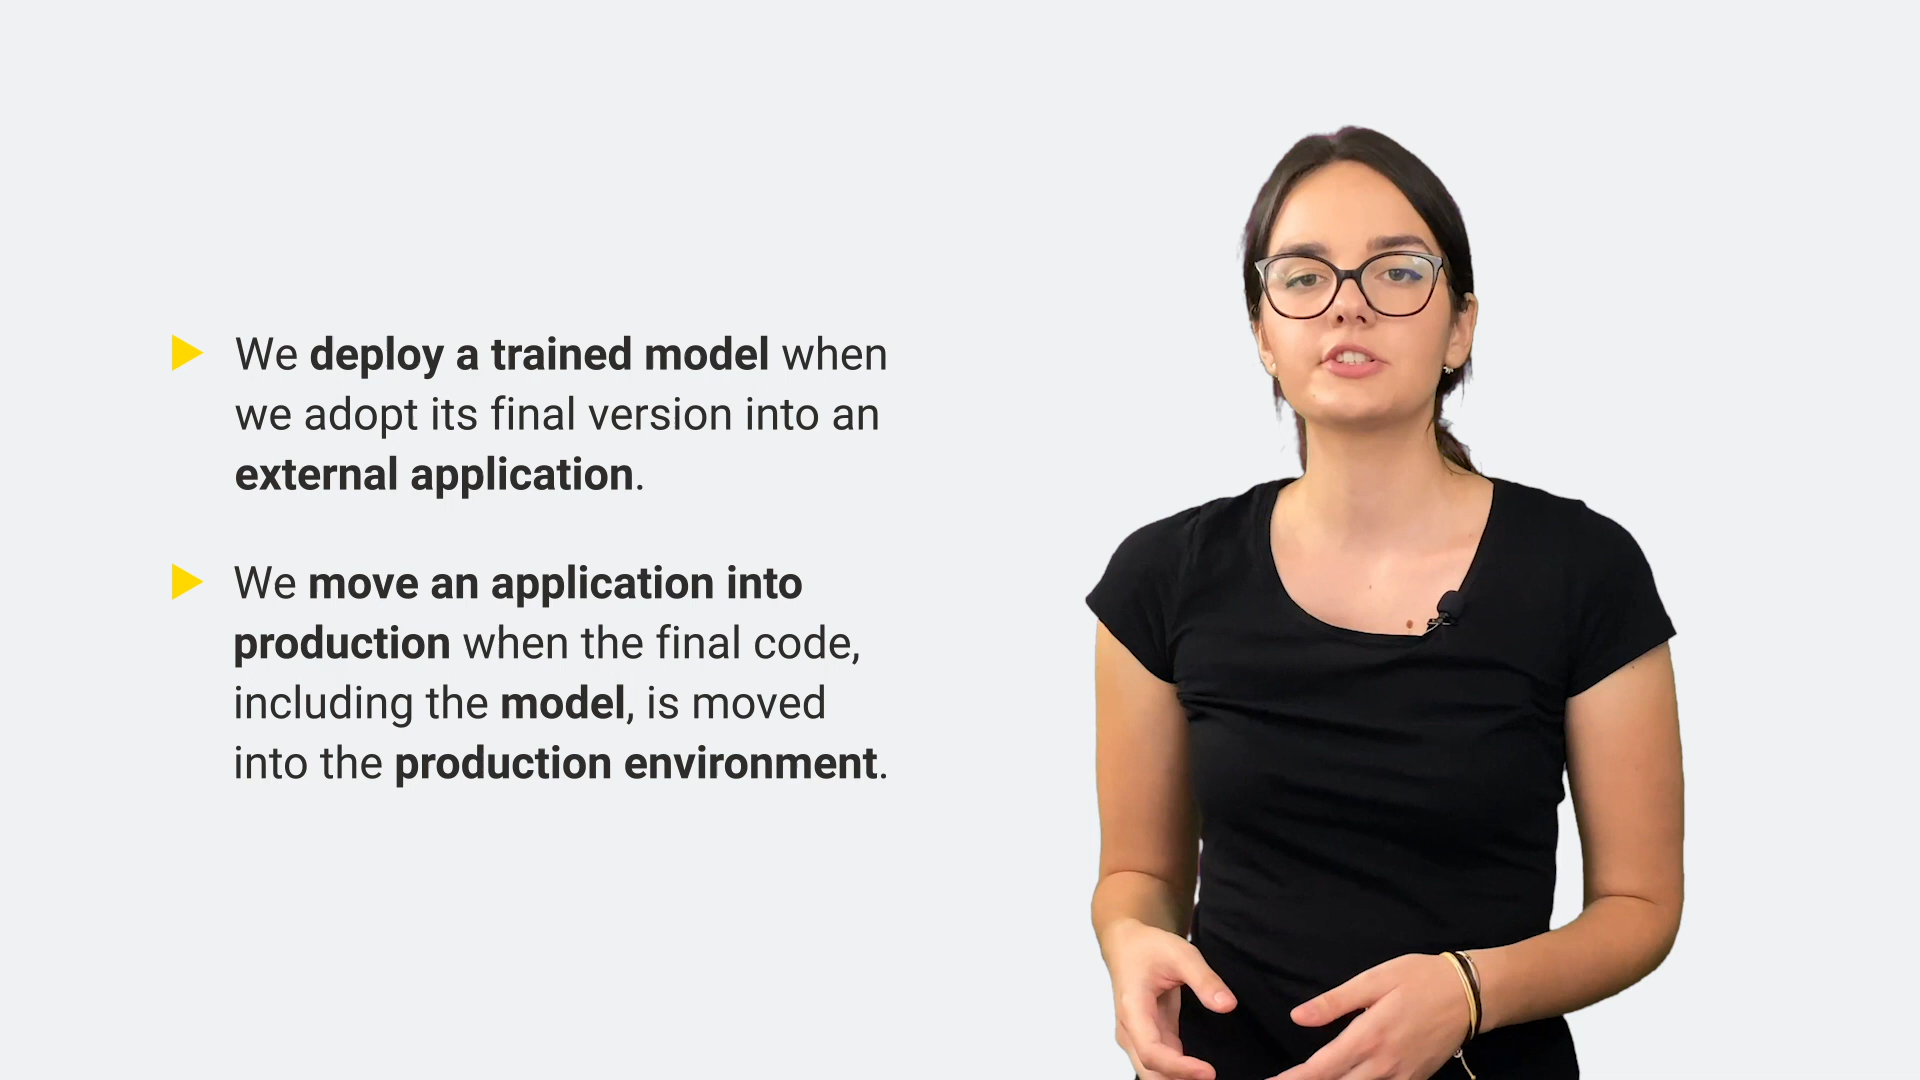 We deploy a trained model when
we adopt its final version into an
external application.
We move an application into
production when the final code,
including the model, is moved
into the production environment.